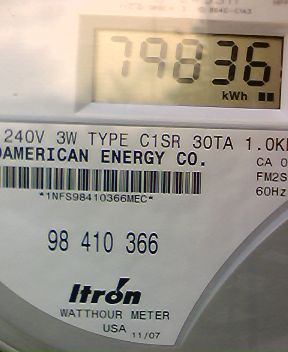 79836
kWh
240V 3W TYPE C1SR 30TA 1.0K
AMERICAN ENERGY CO.
CA 0
FM2S
60Hz
*1NFS98410366MEC*
98 410 366
Itron
WATTHOUR METER
USA 11/07